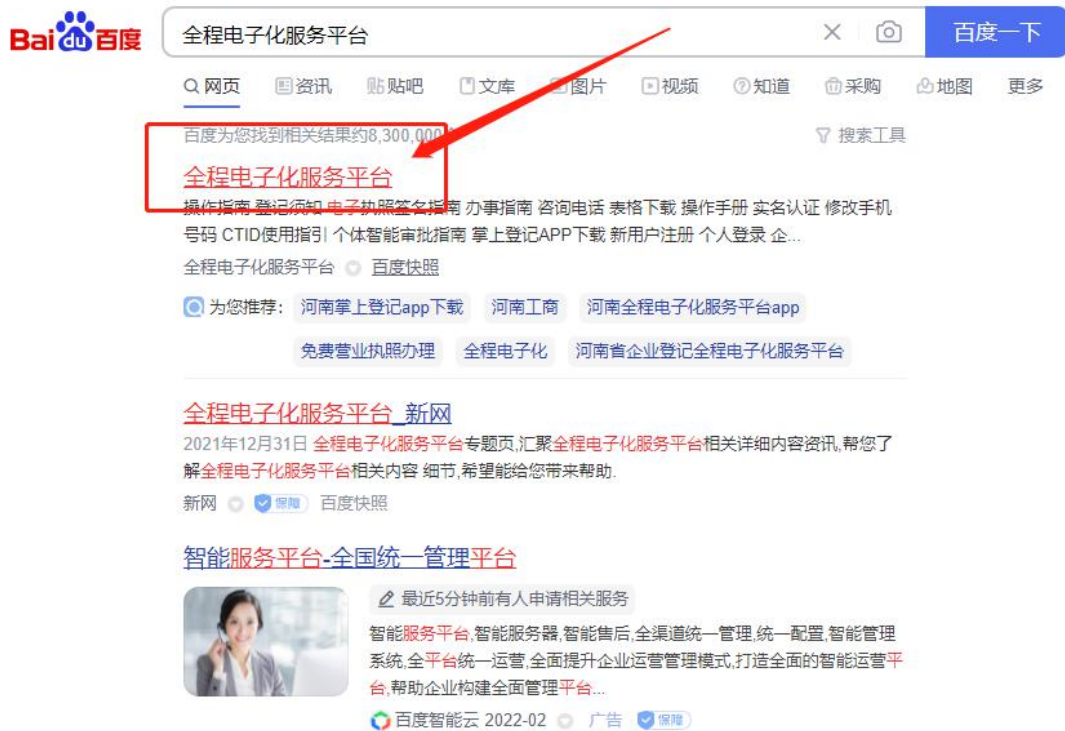 Bai du 百度
全程电子化服务平台
百度一下
网页 资讯 贴吧 文库 图片 视频 知道 采购 地图 更多
百度为您找到相关结果约8,300,000
搜索工具
全程电子化服务平台
操作指南 登记须知 电子执照签名指南 办事指南 咨询电话 表格下载 操作手册 实名认证 修改手机
号码 CTID使用指引 个体智能审批指南 掌上登记APP下载 新用户注册 个人登录 企...
全程电子化服务平台 百度快照
为您推荐: 河南掌上登记app下载 河南工商 河南全程电子化服务平台app
免费营业执照办理 全程电子化 河南省企业登记全程电子化服务平台
全程电子化服务平台_新网
2021年12月31日 全程电子化服务平台专题页,汇聚全程电子化服务平台相关详细内容资讯,帮您了
解全程电子化服务平台相关内容 细节,希望能给您带来帮助.
新网 保障 百度快照
智能服务平台-全国统一管理平台
最近5分钟前有人申请相关服务
智能服务平台,智能服务器,智能售后,全渠道统一管理,统一配置,智能管理
系统,全平台统一运营,全面提升企业运营管理模式,打造全面的智能运营平
台,帮助企业构建全面管理平台...
百度智能云 2022-02 广告 保障